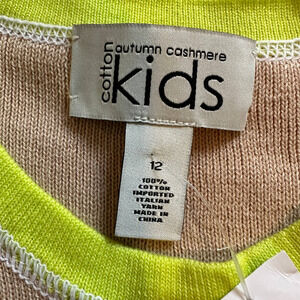 cotton
autumn cashmere
kids
12
100%
COTTON
IMPORTED
ITALIAN
YARN
MADE IN
CHINA